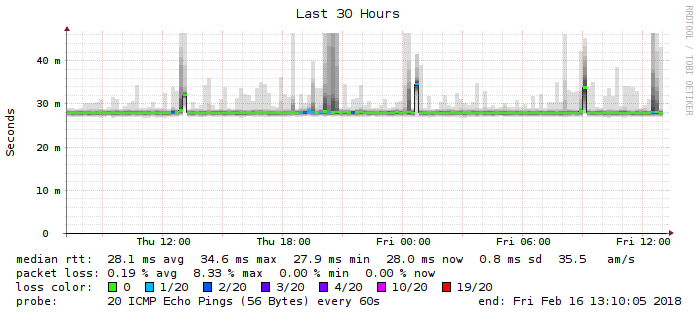 Last 30 Hours
RRDTOOL / TOBI OETIKER
Seconds
40 m
30 m
20 m
10 m
0
Thu 12:00 Thu 18:00 Fri 00:00 Fri 06:00 Fri 12:00
median rtt: 28.1 ms avg 34.6 ms max 27.9 ms min 28.0 ms now 0.8 ms sd 35.5 am/s
packet loss: 0.19 % avg 8.33 % max 0.00 % min 0.00 % now
loss color: 0 1/20 2/20 3/20 4/20 10/20 19/20
probe: 20 ICMP Echo Pings (56 Bytes) every 60s end: Fri Feb 16 13:10:05 2018